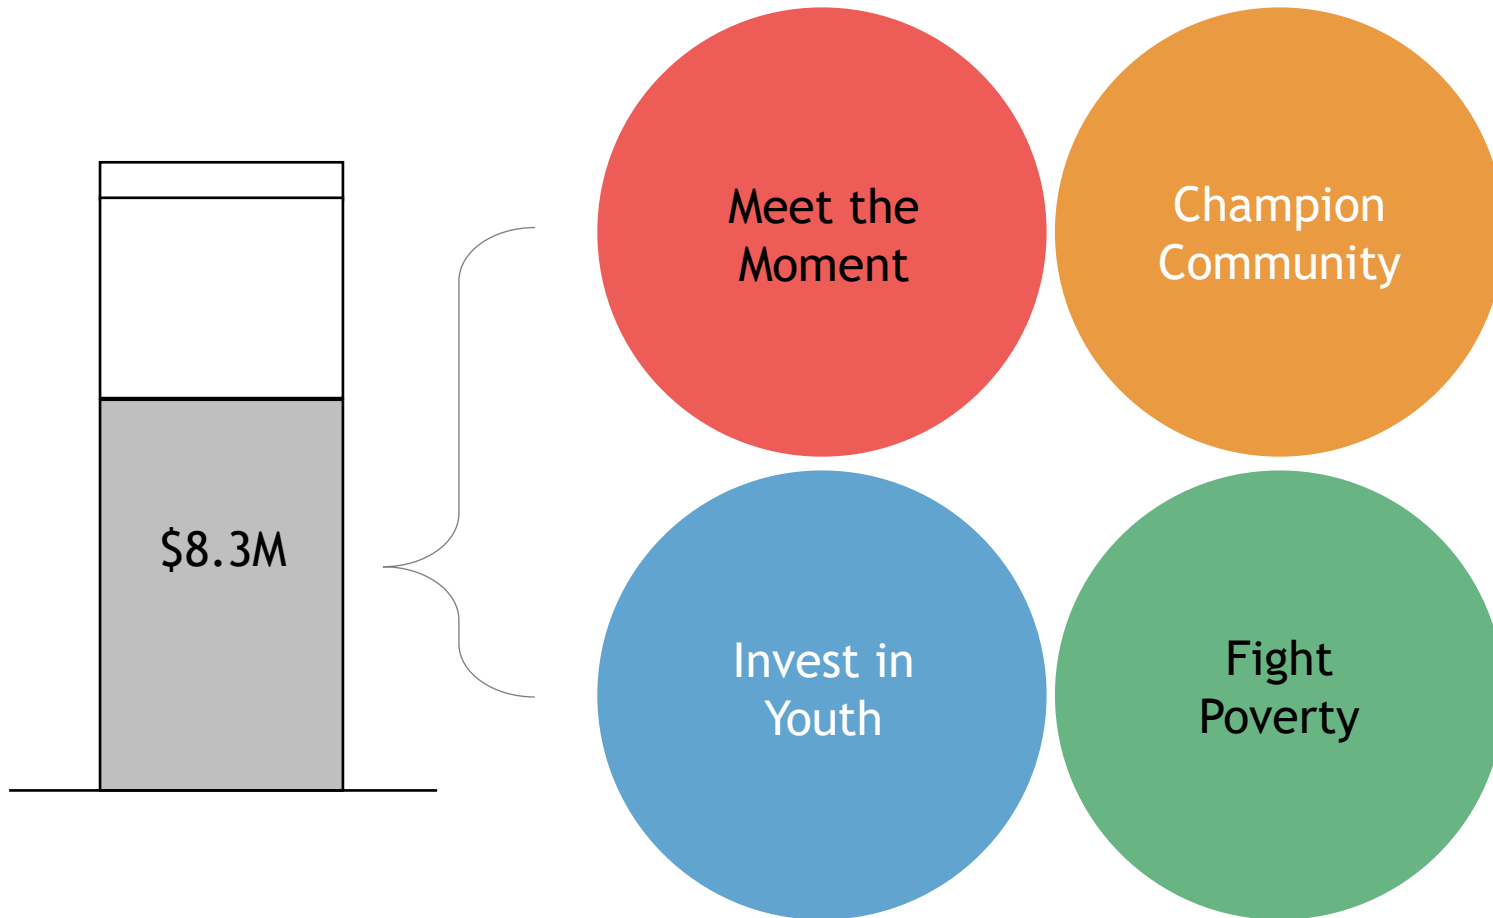 $8.3M
Meet the
Moment
Champion
Community
Invest in
Youth
Fight
Poverty